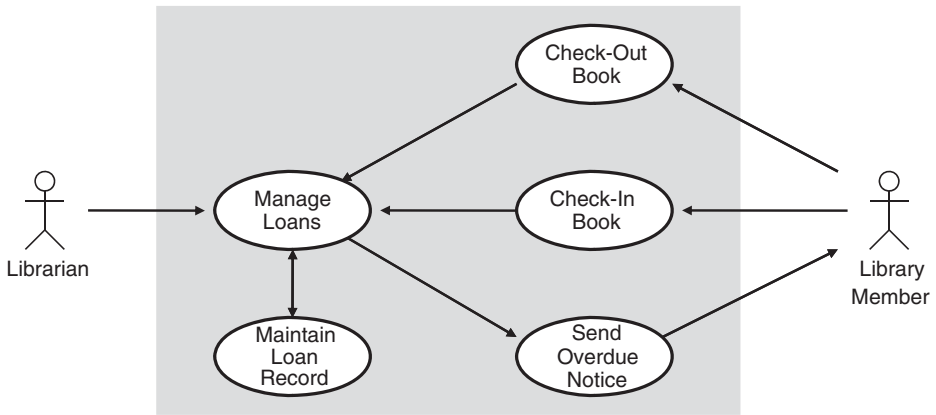 Check-Out
Book
Manage
Loans
Check-In
Book
Librarian
Library
Member
Maintain
Loan
Record
Send
Overdue
Notice